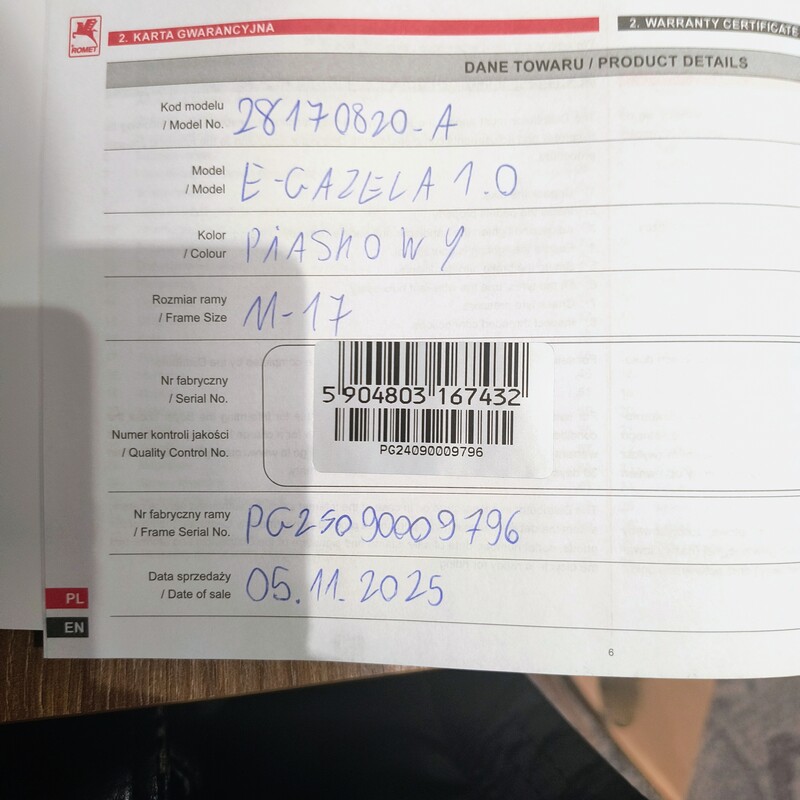 ROMET
2. KARTA GWARANCYJNA
2. WARRANTY CERTIFICATE
DANE TOWARU / PRODUCT DETAILS
Kod modelu
/ Model No. 28170820-A
Model
/ Model E-GAZELA 1.0
Kolor
/ Colour PiASKOWY
Rozmiar ramy
/ Frame Size M-17
Nr fabryczny
/ Serial No.
5 904803 167432
Numer kontroli jakości
/ Quality Control No.
PG24090009796
Nr fabryczny ramy
/ Frame Serial No. PG25090009796
Data sprzedaży
/ Date of sale 05.11.2025
PL
EN
6